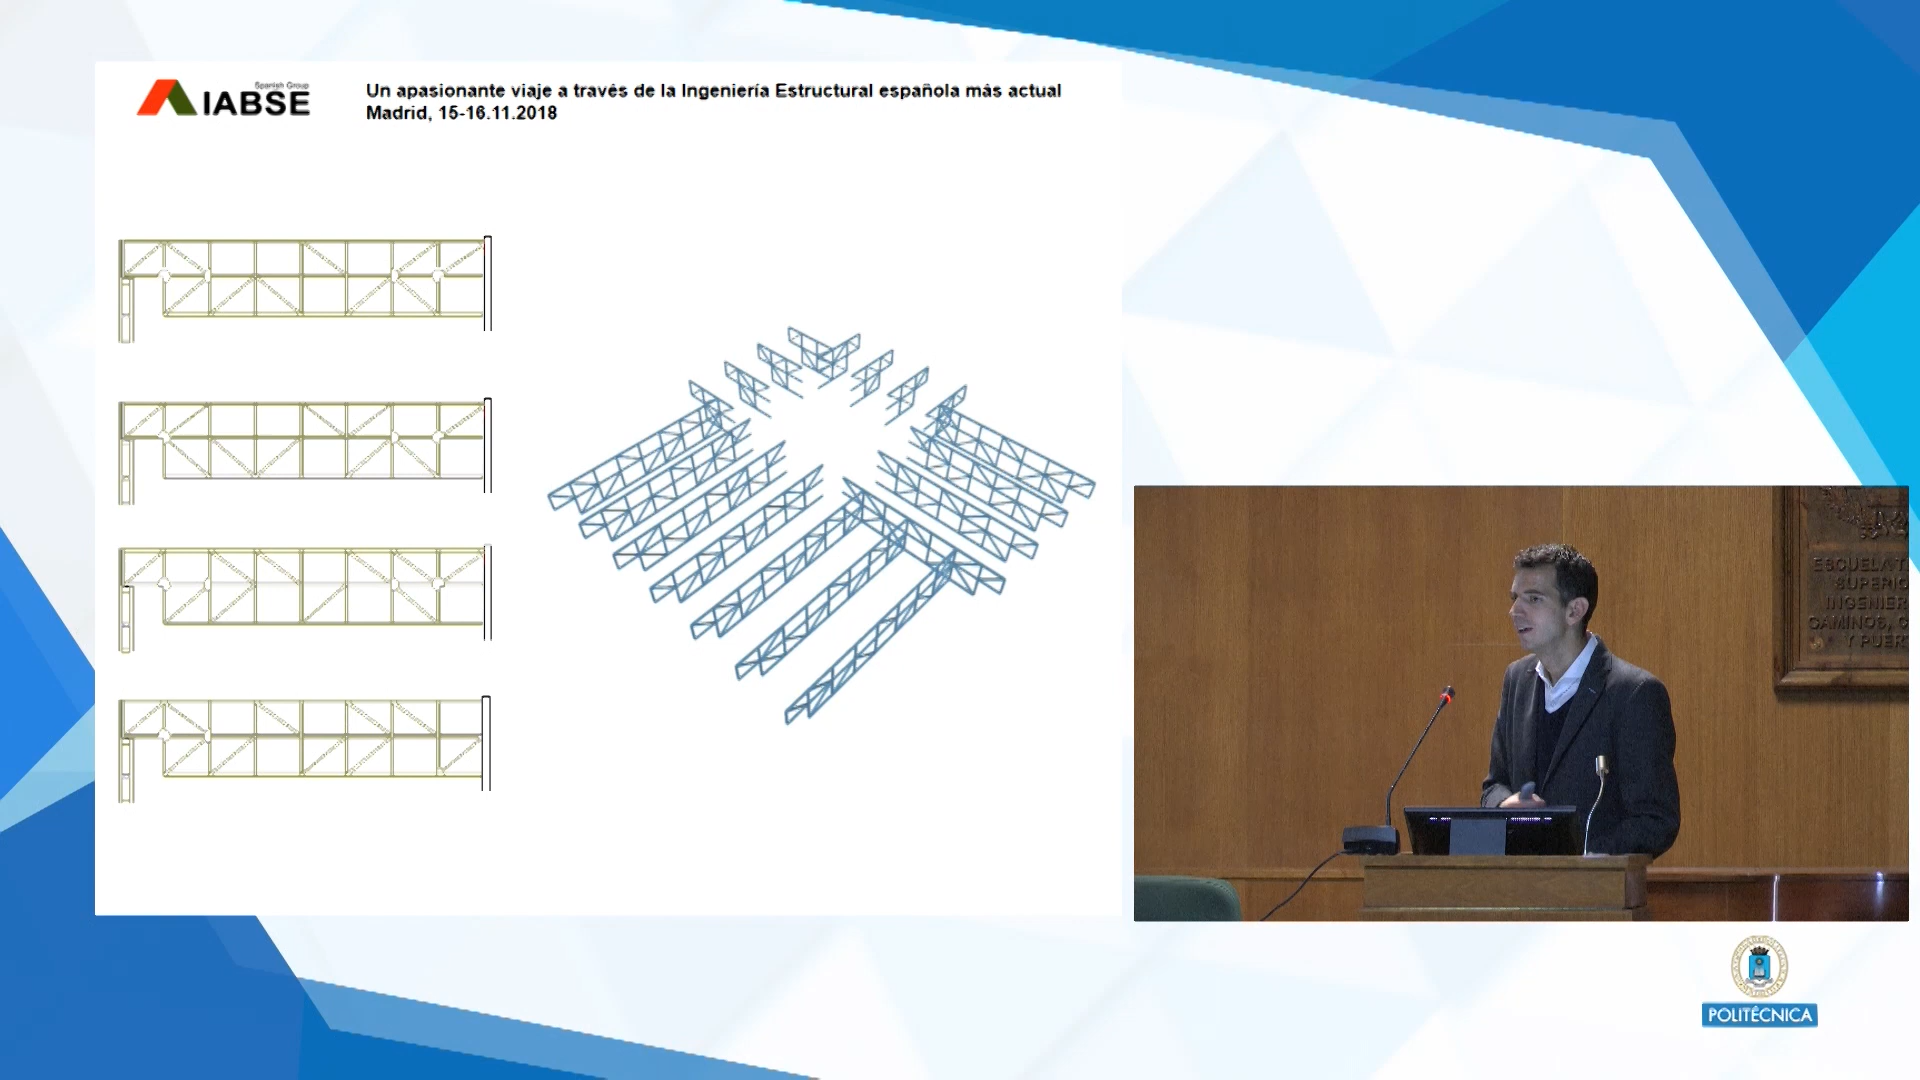 Spanish Group
IABSE
Un apasionante viaje a través de la Ingeniería Estructural española más actual
Madrid, 15-16.11.2018
ESCUELA T
SUPERIO
INGENIER
CAMINOS, C
Y PUER
POLITÉCNICA